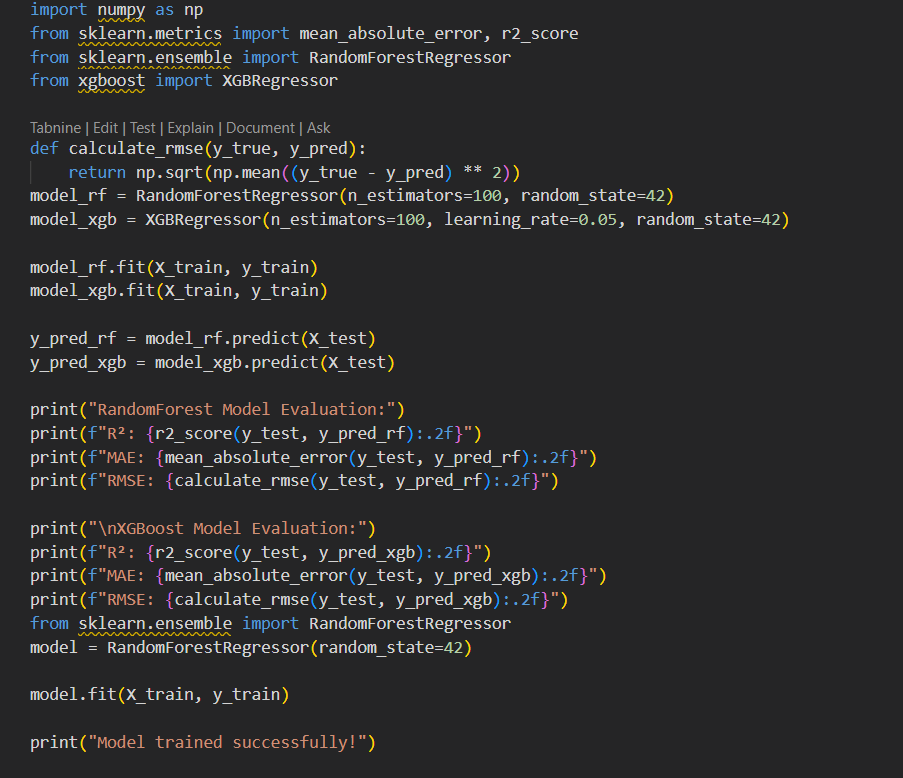 import numpy as np
from sklearn.metrics import mean_absolute_error, r2_score
from sklearn.ensemble import RandomForestRegressor
from xgboost import XGBRegressor
Tabnine | Edit | Test | Explain | Document | Ask
def calculate_rmse(y_true, y_pred):
    return np.sqrt(np.mean((y_true - y_pred) ** 2))
model_rf = RandomForestRegressor(n_estimators=100, random_state=42)
model_xgb = XGBRegressor(n_estimators=100, learning_rate=0.05, random_state=42)
model_rf.fit(X_train, y_train)
model_xgb.fit(X_train, y_train)
y_pred_rf = model_rf.predict(X_test)
y_pred_xgb = model_xgb.predict(X_test)
print("RandomForest Model Evaluation:")
print(f"R²: {r2_score(y_test, y_pred_rf):.2f}")
print(f"MAE: {mean_absolute_error(y_test, y_pred_rf):.2f}")
print(f"RMSE: {calculate_rmse(y_test, y_pred_rf):.2f}")
print("\nXGBoost Model Evaluation:")
print(f"R²: {r2_score(y_test, y_pred_xgb):.2f}")
print(f"MAE: {mean_absolute_error(y_test, y_pred_xgb):.2f}")
print(f"RMSE: {calculate_rmse(y_test, y_pred_xgb):.2f}")
from sklearn.ensemble import RandomForestRegressor
model = RandomForestRegressor(random_state=42)
model.fit(X_train, y_train)
print("Model trained successfully!")